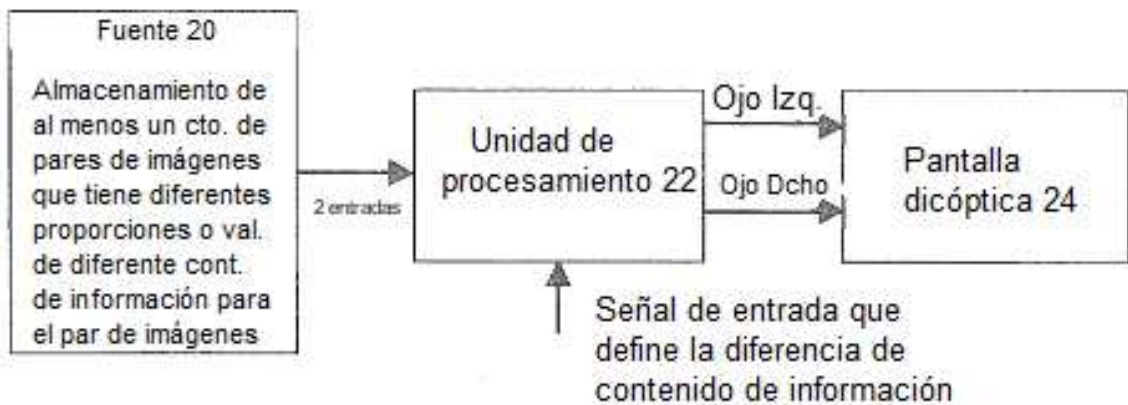 Fuente 20
Almacenamiento de
al menos un cto. de
pares de imágenes
que tiene diferentes
proporciones o val.
de diferente cont.
de información para
el par de imágenes
2 entradas
Unidad de
procesamiento 22
Ojo Izq.
Ojo Dcho
Pantalla
dicóptica 24
Señal de entrada que
define la diferencia de
contenido de información